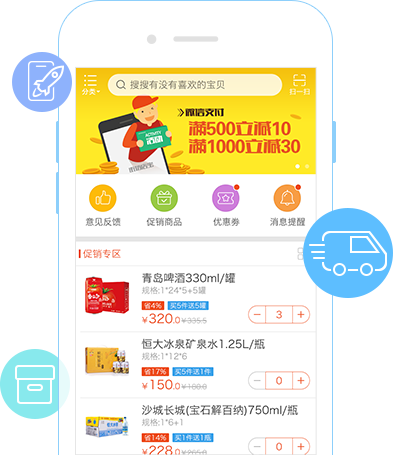 分类
搜搜有没有喜欢的宝贝
扫一扫
微信支付
满500立减10
满1000立减30
ACTIVITY
活动
意见反馈
促销商品
优惠券
消息提醒
促销专区
青岛啤酒330ml/罐
规格:1*24*5+5罐
省4% 买5件送5罐
¥320.0 ¥335.5
3
恒大冰泉矿泉水1.25L/瓶
规格:1*12*6
省17% 买5件送1件
¥150.0 ¥180.0
0
沙城长城(宝石解百纳)750ml/瓶
规格:1*6+1
省14% 买1件送1瓶
¥228.0 ¥265.8
0